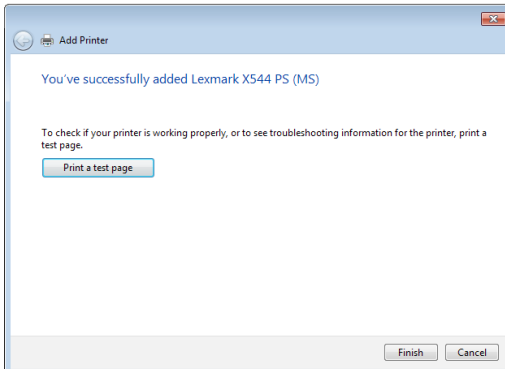 Add Printer
You've successfully added Lexmark X544 PS (MS)
To check if your printer is working properly, or to see troubleshooting information for the printer, print a
test page.
Print a test page
Finish Cancel